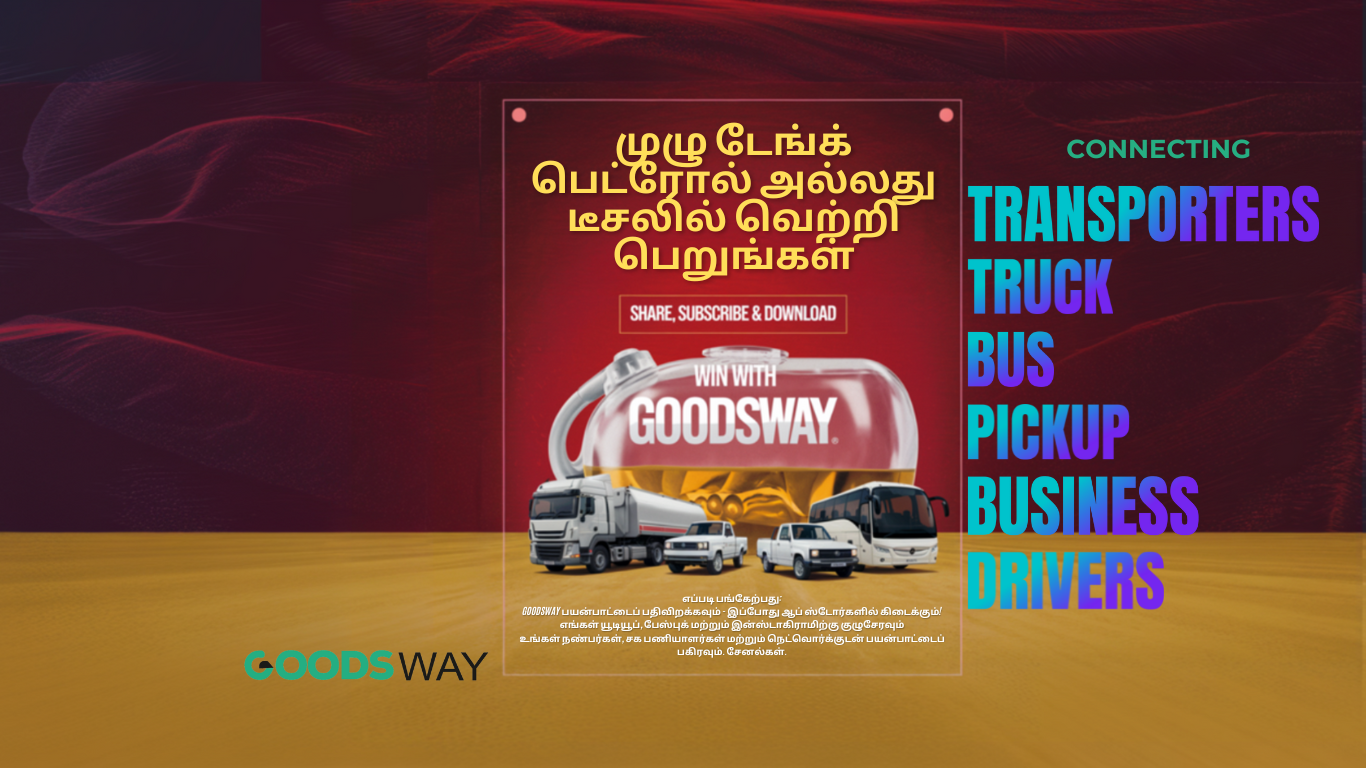 முழு டேங்க்
பெட்ரோல் அல்லது
டீசலில் வெற்றி
பெறுங்கள்
SHARE, SUBSCRIBE & DOWNLOAD
WIN WITH
GOODSWAY®
எப்படி பங்கேற்பது:
GOODSWAY பயன்பாட்டைப் பதிவிறக்கவும் - இப்போது ஆப் ஸ்டோர்களில் கிடைக்கும்!
எங்கள் யூடியூப், பேஸ்புக் மற்றும் இன்ஸ்டாகிராமிற்கு குழுசேரவும்
உங்கள் நண்பர்கள், சக பணியாளர்கள் மற்றும் நெட்வொர்க்குடன் பயன்பாட்டைப்
பகிரவும். சேனல்கள்.
GOODSWAY
CONNECTING
TRANSPORTERS
TRUCK
BUS
PICKUP
BUSINESS
DRIVERS